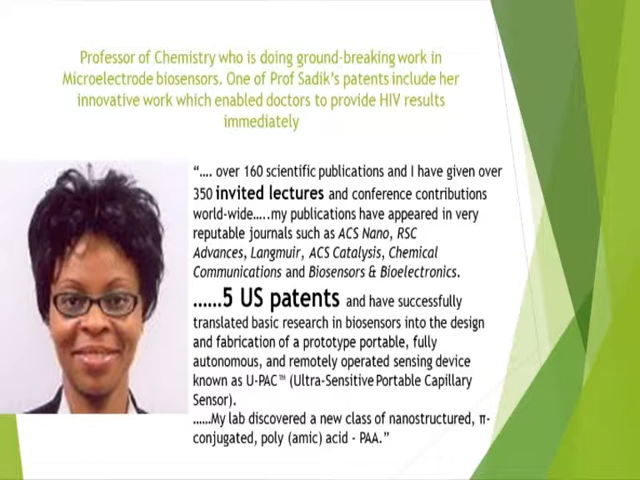 Professor of Chemistry who is doing ground-breaking work in
Microelectrode biosensors. One of Prof Sadik's patents include her
innovative work which enabled doctors to provide HIV results
immediately
“.... over 160 scientific publications and I have given over
350 invited lectures and conference contributions
world-wide…..my publications have appeared in very
reputable journals such as ACS Nano, RSC
Advances, Langmuir, ACS Catalysis, Chemical
Communications and Biosensors & Bioelectronics.
……5 US patents and have successfully
translated basic research in biosensors into the design
and fabrication of a prototype portable, fully
autonomous, and remotely operated sensing device
known as U-PAC™ (Ultra-Sensitive Portable Capillary
Sensor).
……My lab discovered a new class of nanostructured, π-
conjugated, poly (amic) acid - PAA.”